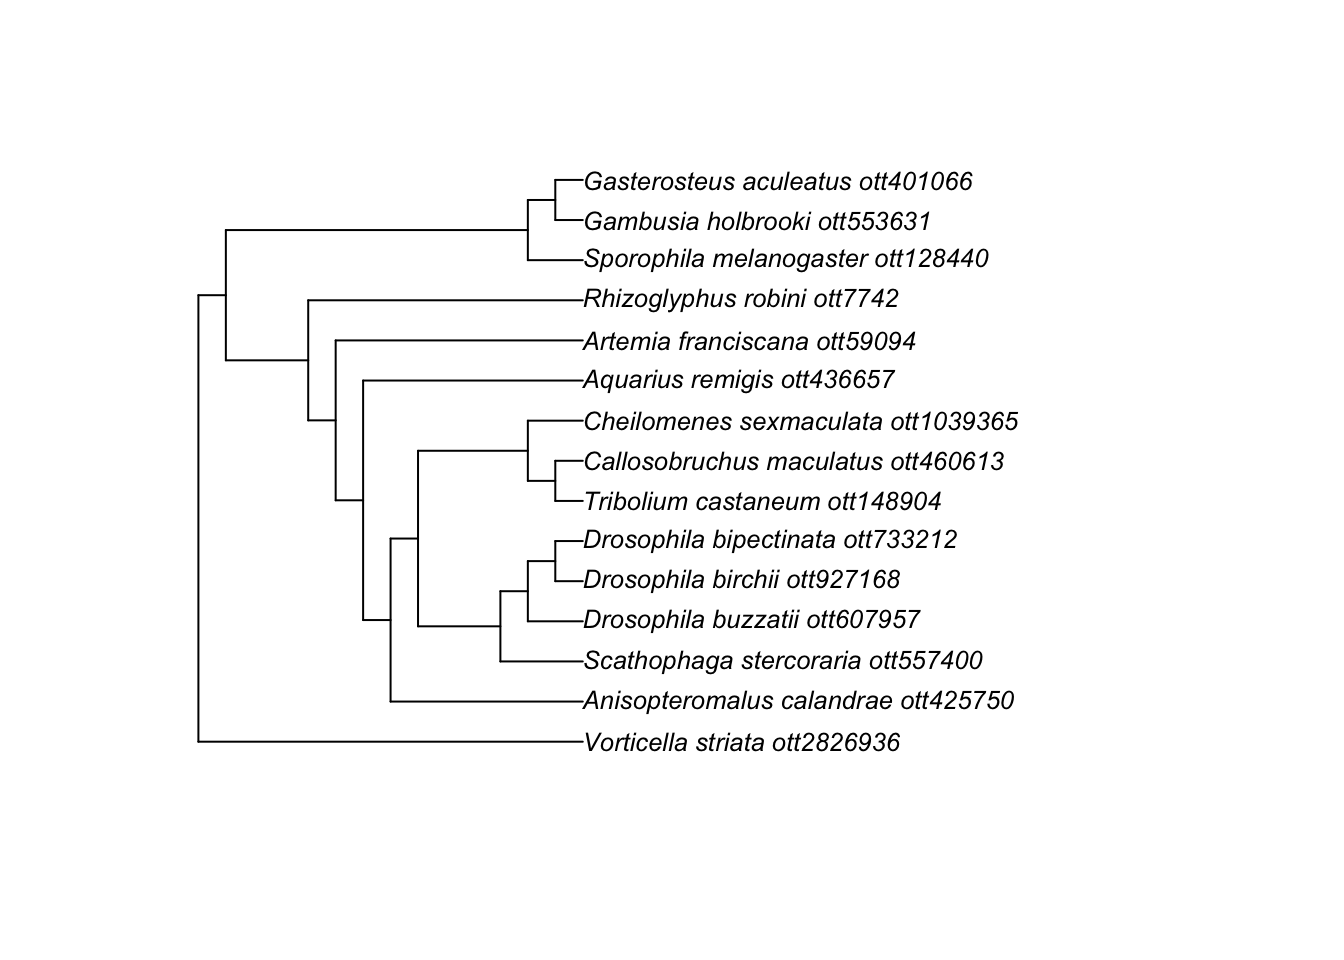 Gasterosteus aculeatus ott401066
Gambusia holbrooki ott553631
Sporophila melanogaster ott128440
Rhizoglyphus robini ott7742
Artemia franciscana ott59094
Aquarius remigis ott436657
Cheilomenes sexmaculata ott1039365
Callosobruchus maculatus ott460613
Tribolium castaneum ott148904
Drosophila bipectinata ott733212
Drosophila birchii ott927168
Drosophila buzzatii ott607957
Scathophaga stercoraria ott557400
Anisopteromalus calandrae ott425750
Vorticella striata ott2826936